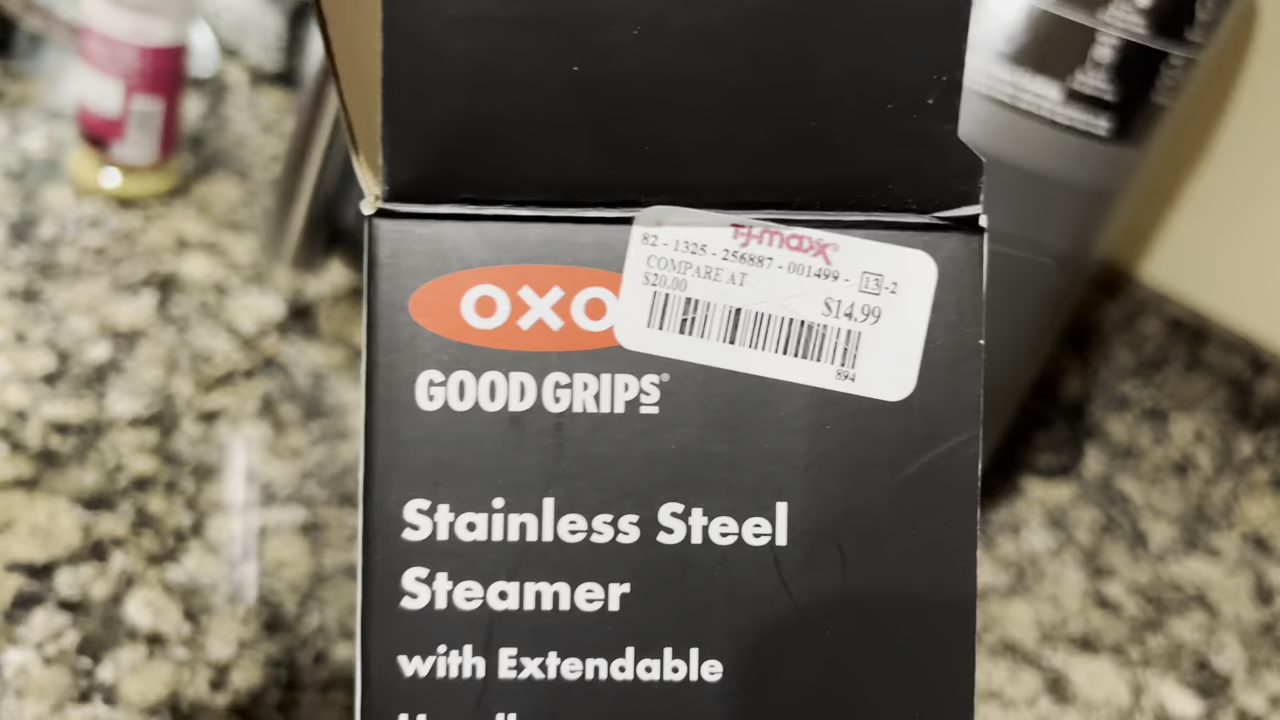 T·J·maxx®
82 - 1325 - 256887 - 001499 - 13 -2
COMPARE AT
$20.00
$14.99
894
OXO
GOOD GRIPS®
Stainless Steel
Steamer
with Extendable